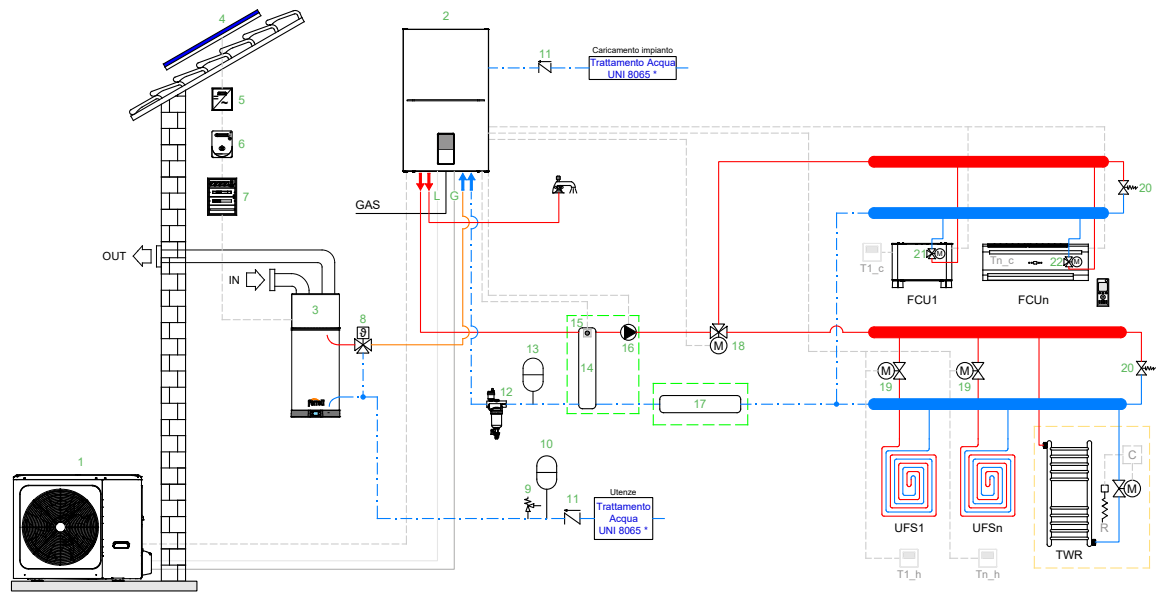 4
2
11
Caricamento impianto
Trattamento Acqua
UNI 8065 *
5
6
7
L
G
GAS
20
OUT
IN
3
8
T1_c
21
M
FCU1
Tn_c
22
M
FCUn
15
16
M
18
13
14
12
17
M
19
M
19
20
10
9
11
Utenze
Trattamento
Acqua
UNI 8065 *
1
UFS1
UFSn
C
M
R
TWR
T1_h
Tn_h